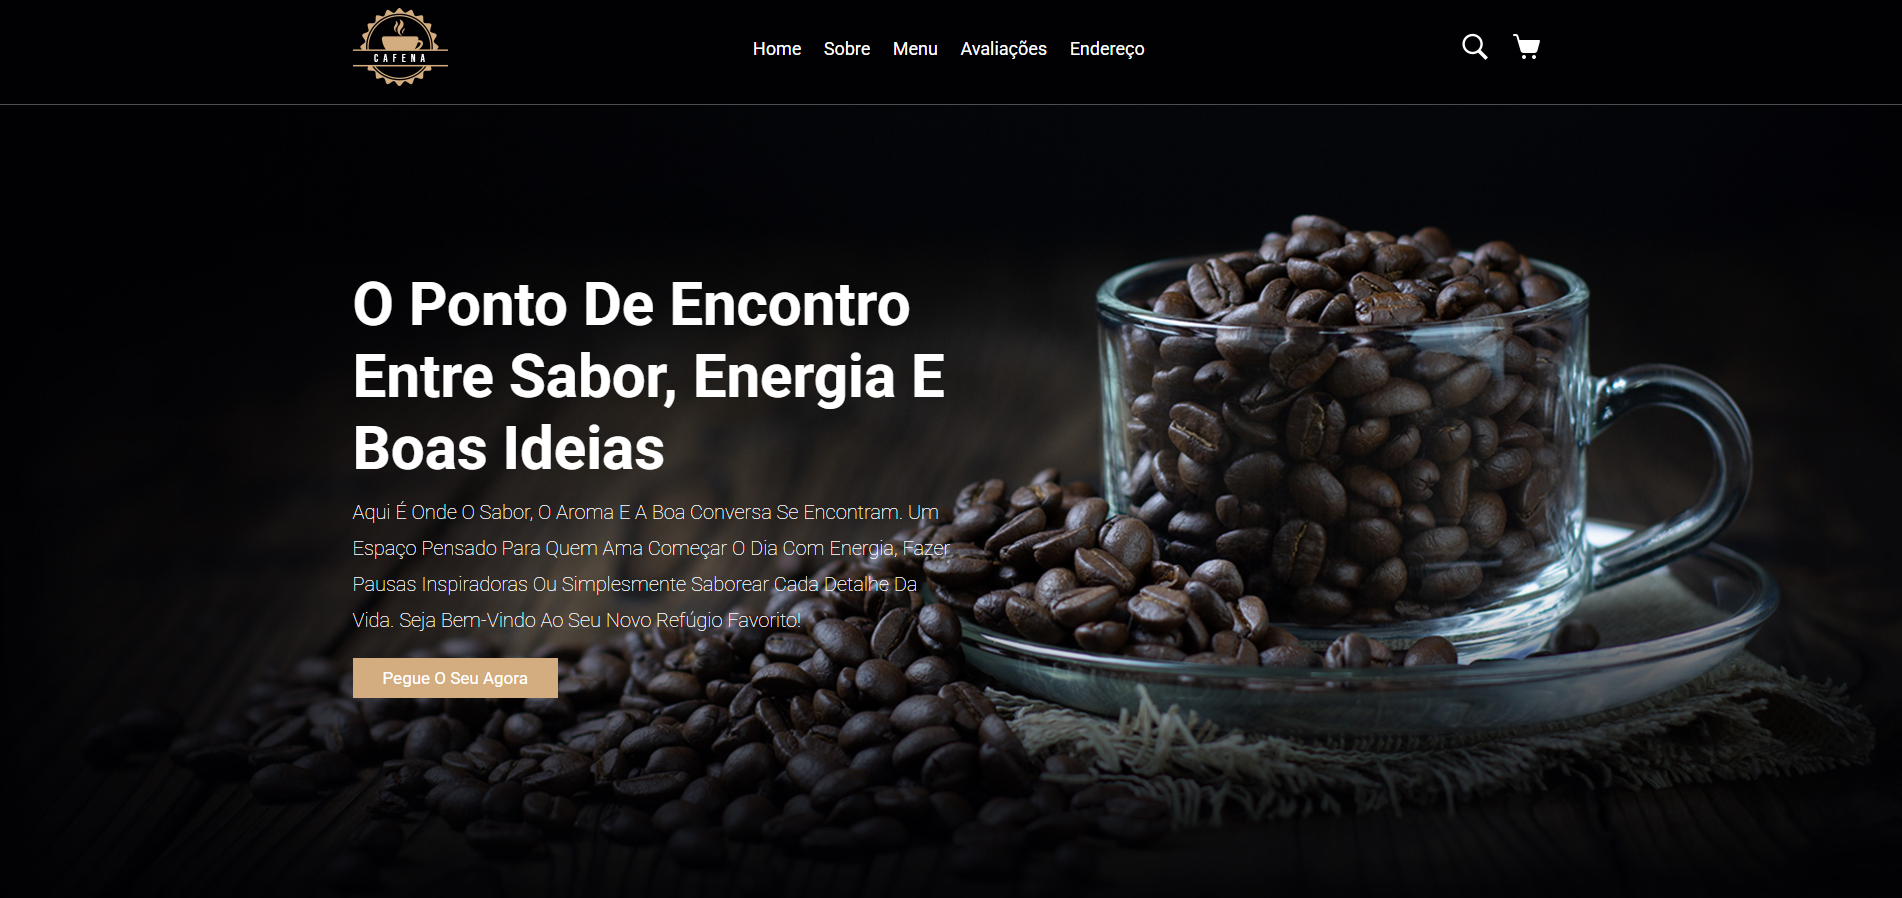 CAFENA
Home Sobre Menu Avaliações Endereço
O Ponto De Encontro
Entre Sabor, Energia E
Boas Ideias
Aqui É Onde O Sabor, O Aroma E A Boa Conversa Se Encontram. Um
Espaço Pensado Para Quem Ama Começar O Dia Com Energia, Fazer
Pausas Inspiradoras Ou Simplesmente Saborear Cada Detalhe Da
Vida. Seja Bem-Vindo Ao Seu Novo Refúgio Favorito!
Pegue O Seu Agora